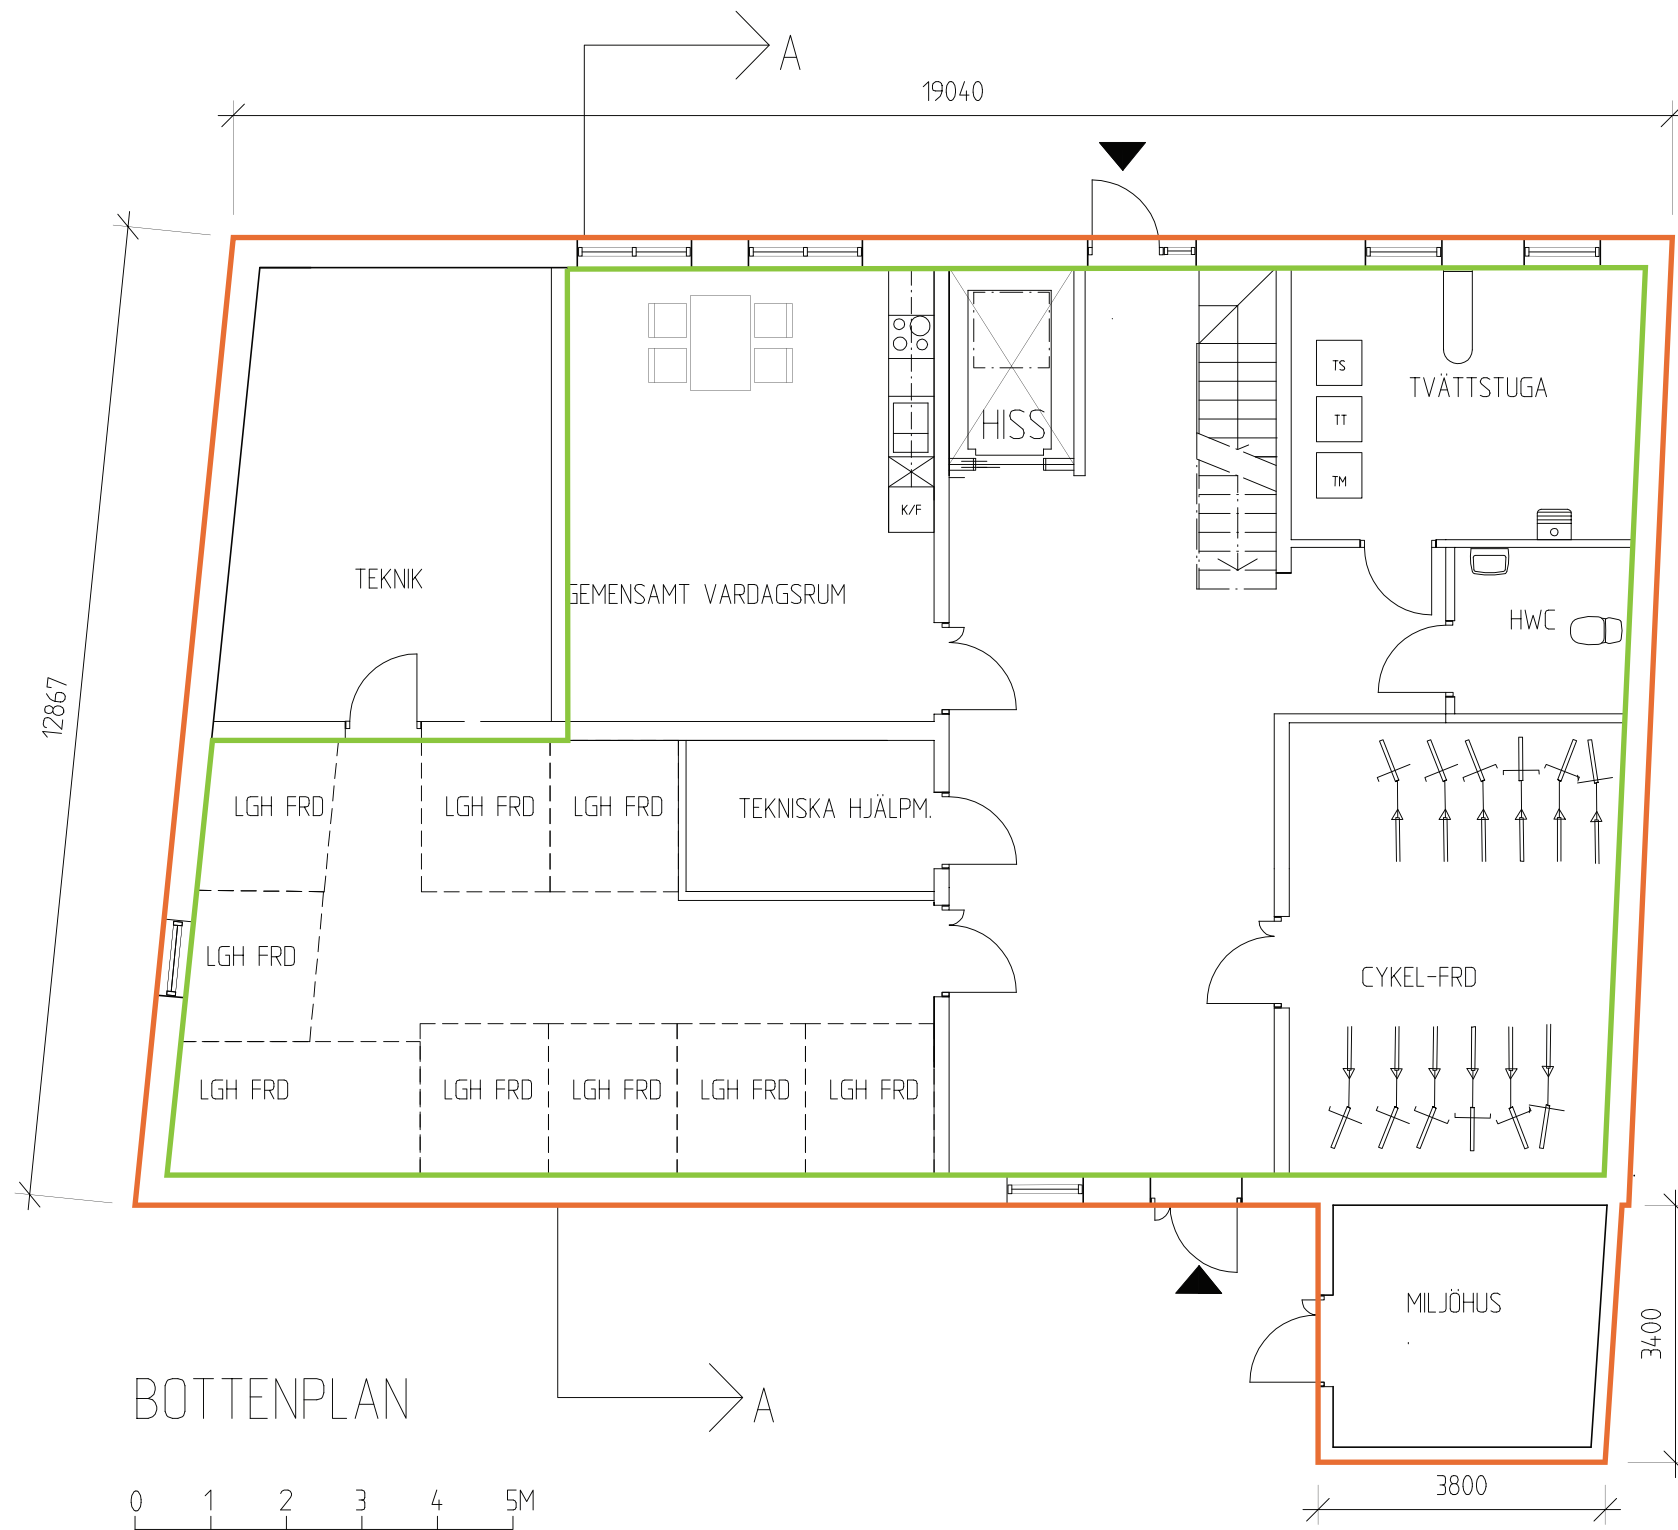 A
19040
TS
TVÄTTSTUGA
HISS
TT
TM
K/F
TEKNIK
GEMENSAMT VARDAGSRUM
HWC
12867
LGH FRD
LGH FRD
LGH FRD
TEKNISKA HJÄLPM.
LGH FRD
CYKEL-FRD
LGH FRD
LGH FRD
LGH FRD
LGH FRD
LGH FRD
MILJÖHUS
3400
BOTTENPLAN
A
3800
0 1 2 3 4 5M